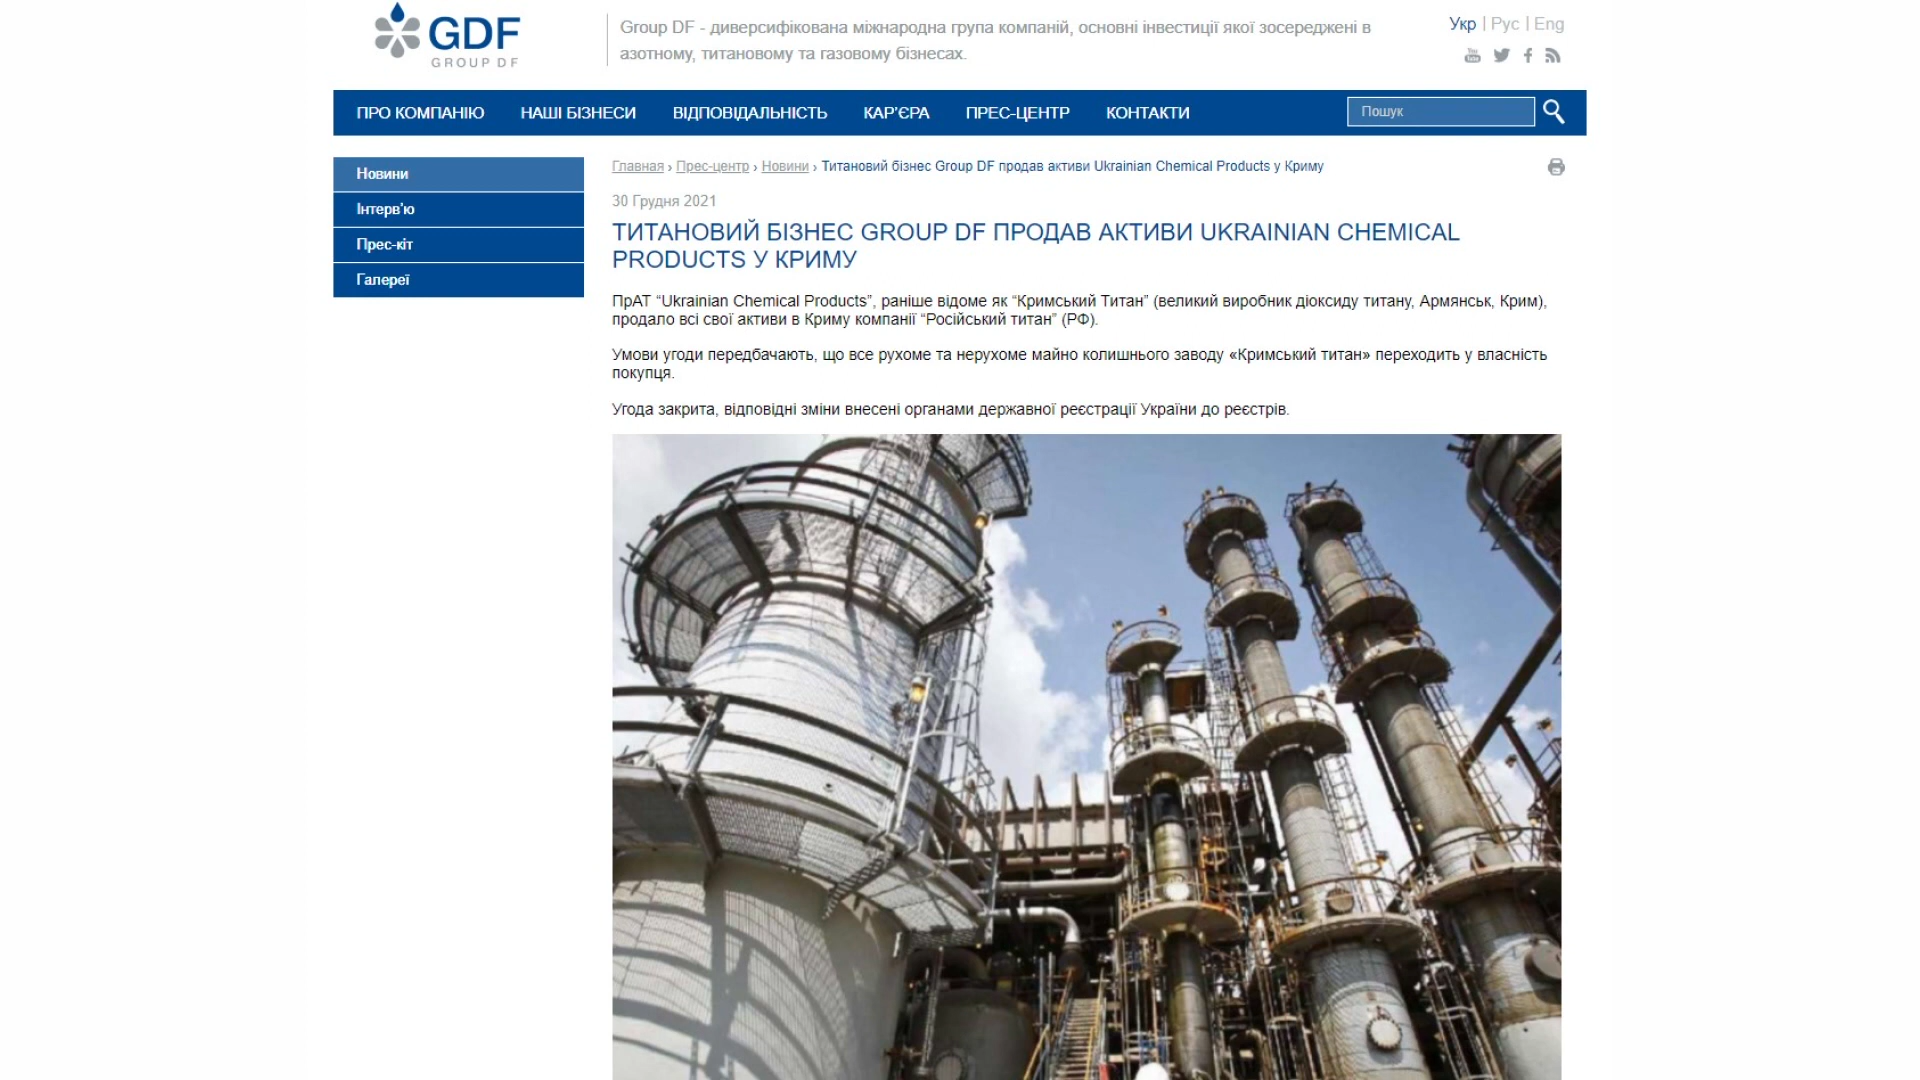 GDF
GROUP DF
Group DF - диверсифікована міжнародна група компаній, основні інвестиції якої зосереджені в
азотному, титановому та газовому бізнесах.
Укр | Рус | Eng
You
Tube
ПРО КОМПАНІЮ НАШІ БІЗНЕСИ ВІДПОВІДАЛЬНІСТЬ КАР'ЄРА ПРЕС-ЦЕНТР КОНТАКТИ Пошук
Новини
Інтерв'ю
Прес-кіт
Галереї
Главная › Прес-центр › Новини › Титановий бізнес Group DF продав активи Ukrainian Chemical Products у Криму
30 Грудня 2021
ТИТАНОВИЙ БІЗНЕС GROUP DF ПРОДАВ АКТИВИ UKRAINIAN CHEMICAL
PRODUCTS У КРИМУ
ПрАТ “Ukrainian Chemical Products”, раніше відоме як “Кримський Титан” (великий виробник діоксиду титану, Армянськ, Крим),
продало всі свої активи в Криму компанії “Російський титан” (РФ).
Умови угоди передбачають, що все рухоме та нерухоме майно колишнього заводу «Кримський титан» переходить у власність
покупця.
Угода закрита, відповідні зміни внесені органами державної реєстрації України до реєстрів.